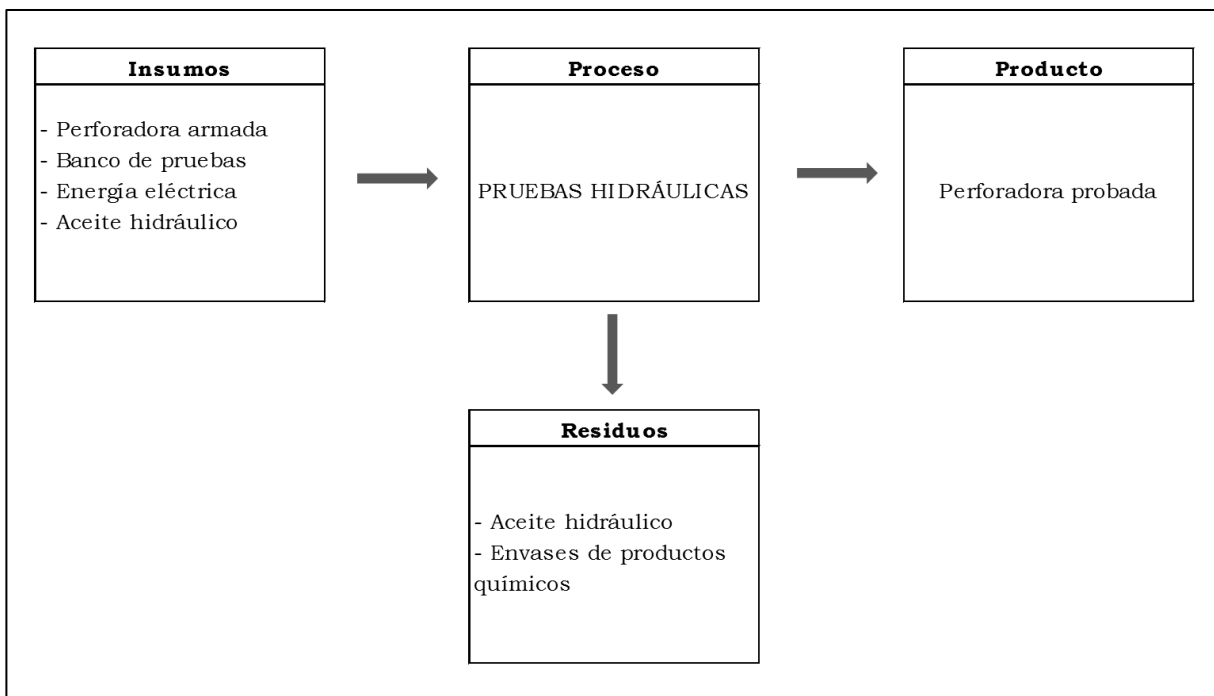 Insumos
- Perforadora armada
- Banco de pruebas
- Energía eléctrica
- Aceite hidráulico
Proceso
PRUEBAS HIDRÁULICAS
Producto
Perforadora probada
Residuos
- Aceite hidráulico
- Envases de productos
químicos